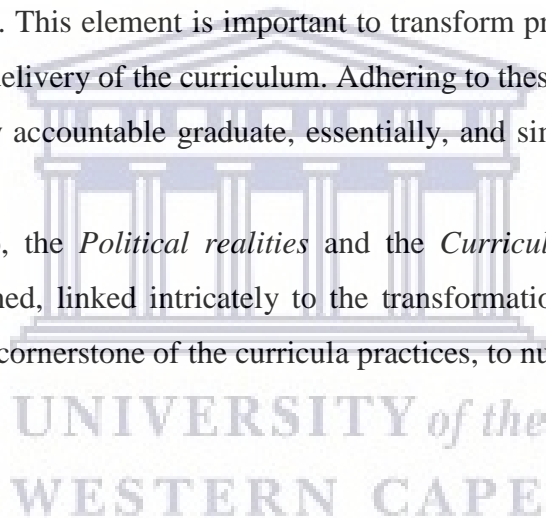 . This element is important to transform pr
delivery of the curriculum. Adhering to these
accountable graduate, essentially, and sin
, the Political realities and the Curricul
ned, linked intricately to the transformatio
cornerstone of the curricula practices, to nu
UNIVERSITY of the
WESTERN CAPE